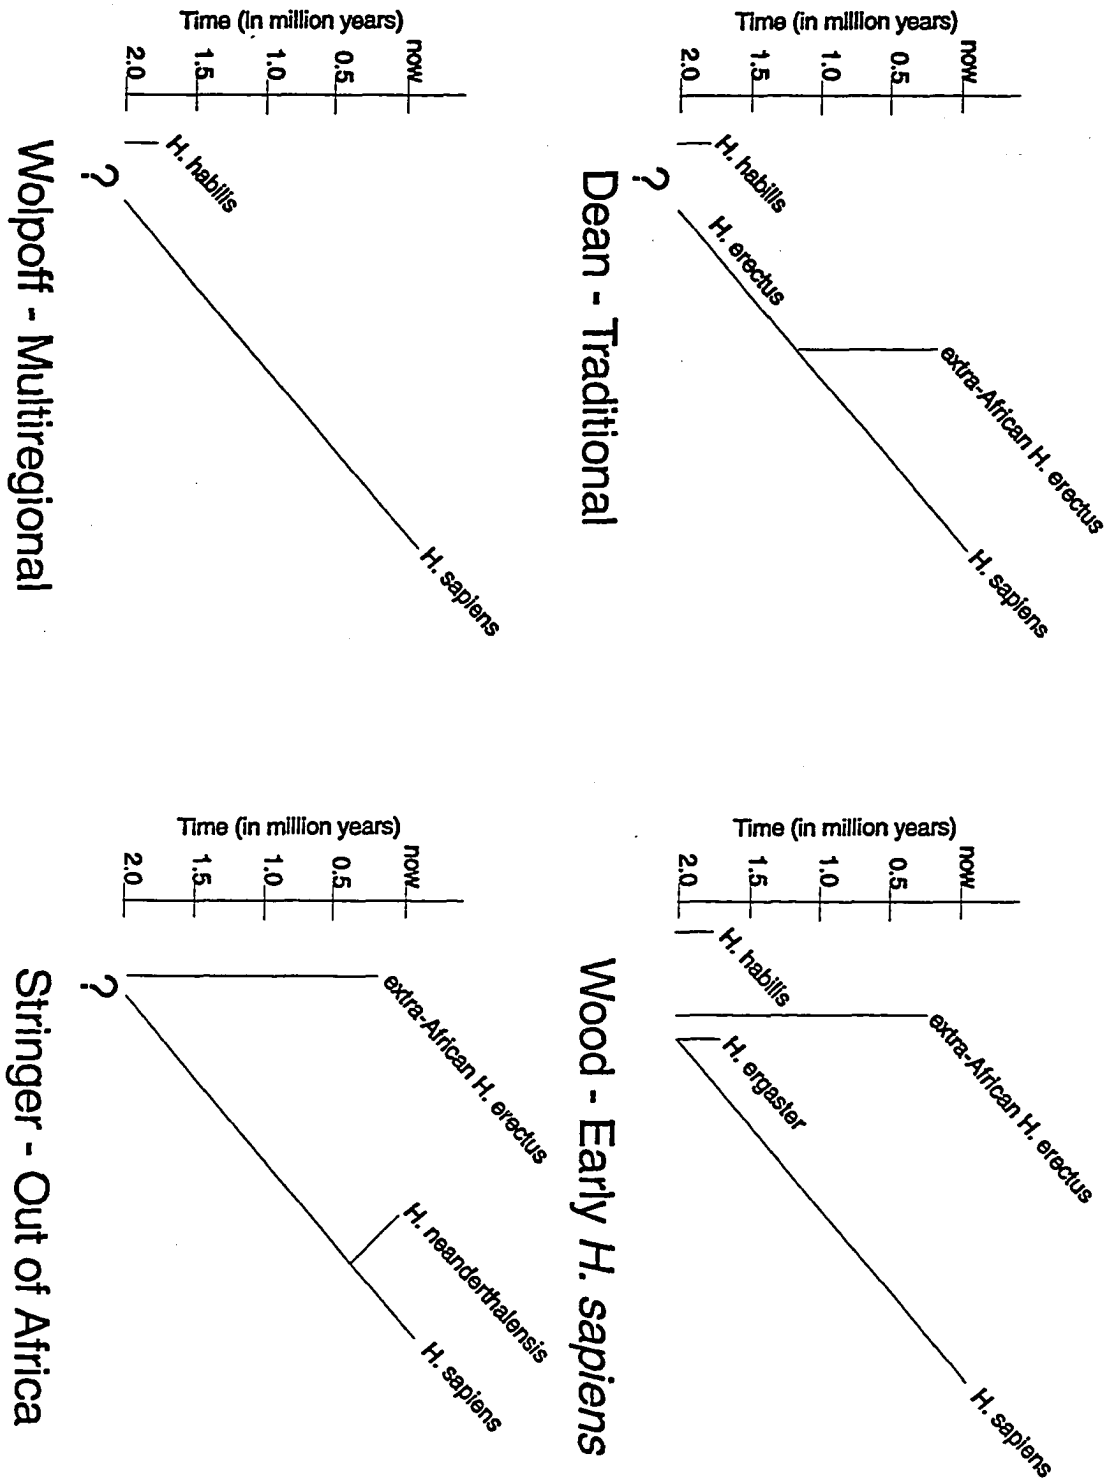 Time (in million years)
now
0.5
1.0
1.5
2.0
H. habilis
?
H. erectus
extra-African H. erectus
H. sapiens
Dean - Traditional
Time (in million years)
now
0.5
1.0
1.5
2.0
H. habilis
extra-African H. erectus
H. ergaster
H. sapiens
Wood - Early H. sapiens
Time (in million years)
now
0.5
1.0
1.5
2.0
H. habilis
?
H. sapiens
Wolpoff - Multiregional
Time (in million years)
now
0.5
1.0
1.5
2.0
?
extra-African H. erectus
H. neanderthalensis
H. sapiens
Stringer - Out of Africa